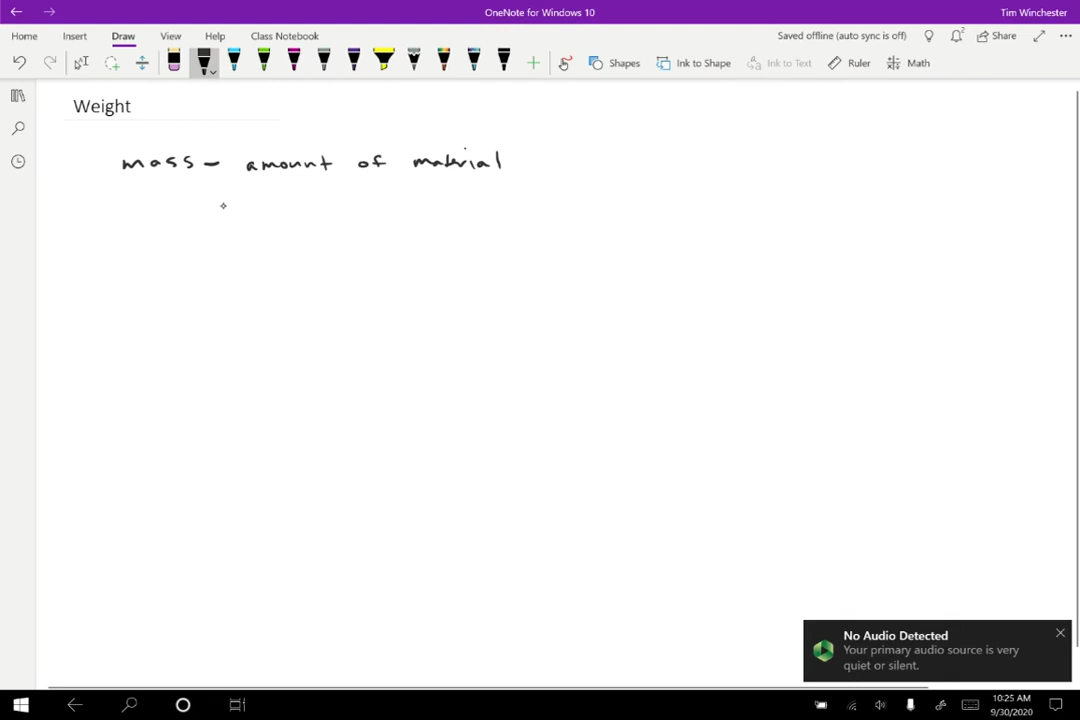 OneNote for Windows 10
Tim Winchester
Home Insert Draw View Help Class Notebook
Saved offline (auto sync is off) Share
Shapes Ink to Shape Ink to Text Ruler Math
Weight
mass - amount of material
No Audio Detected
Your primary audio source is very
quiet or silent.
10:25 AM
9/30/2020